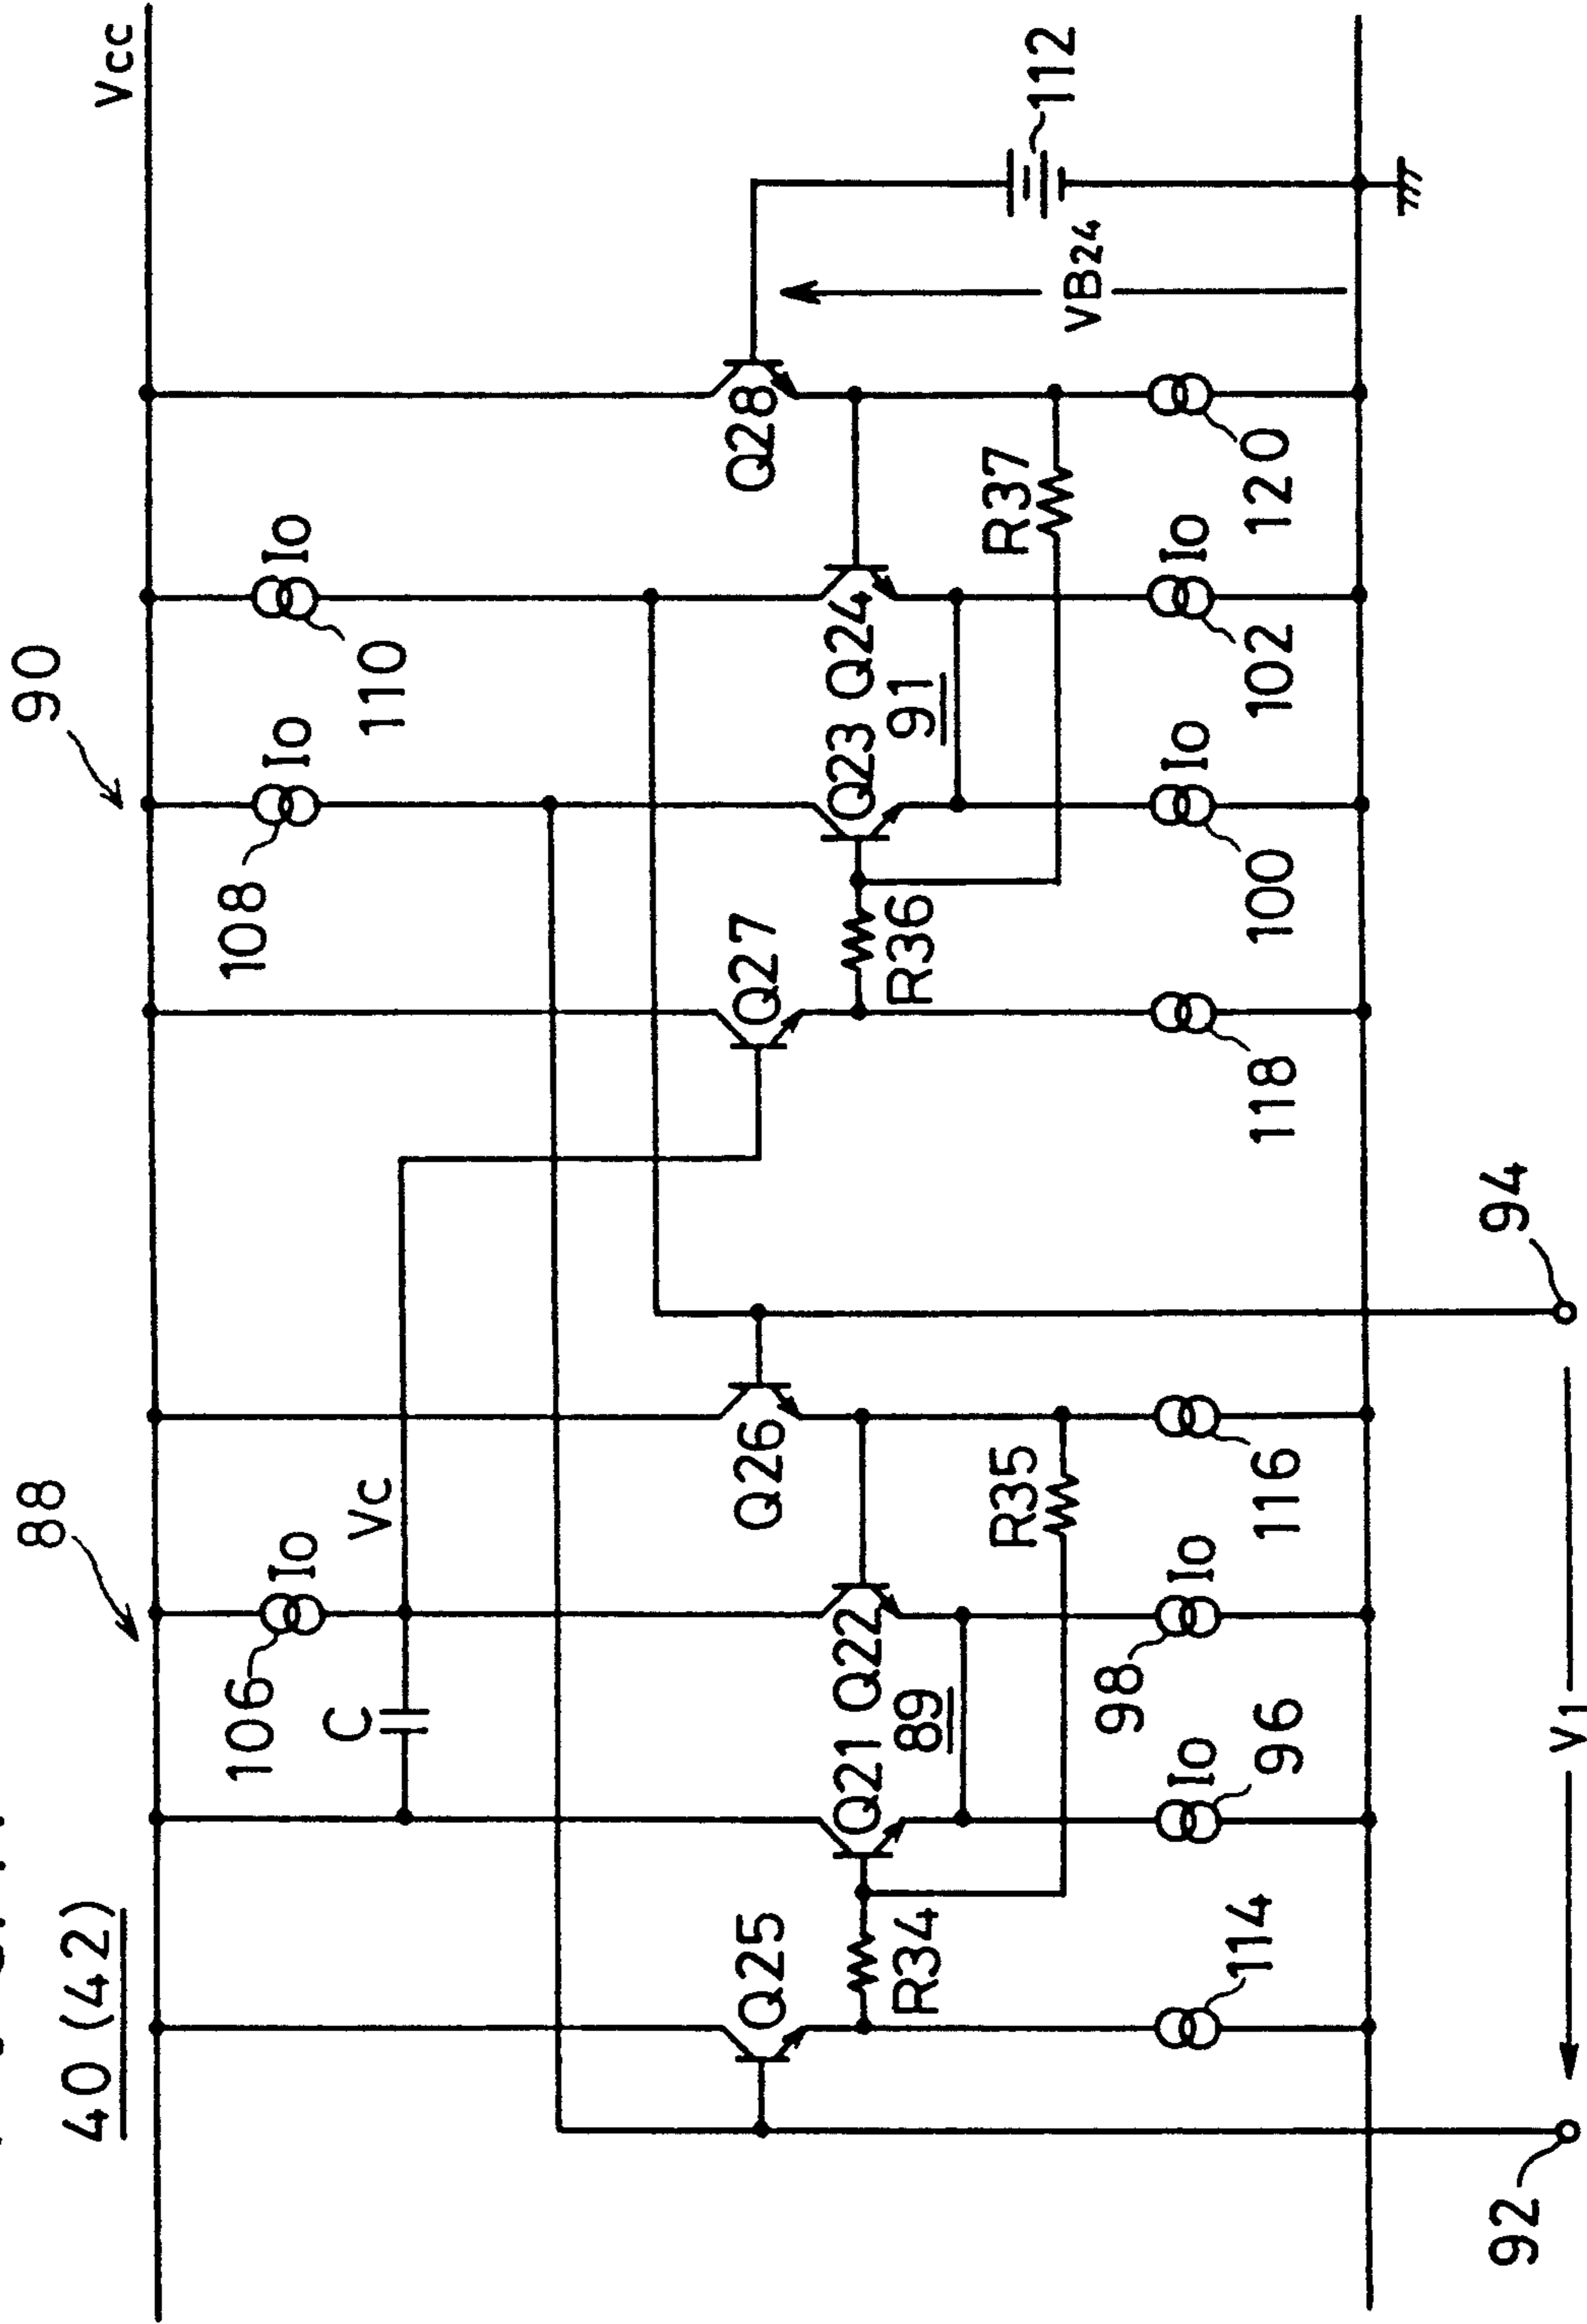 40 (42)
88
90
Vcc
106
Io
108
Io
110
Io
C
Vc
Q25
Q26
Q27
Q28
R34
Q21
Q22
89
R36
Q23
Q24
91
R35
R37
VB24
112
114
Io
96
98
Io
116
118
Io
100
Io
102
120
92
V1
94